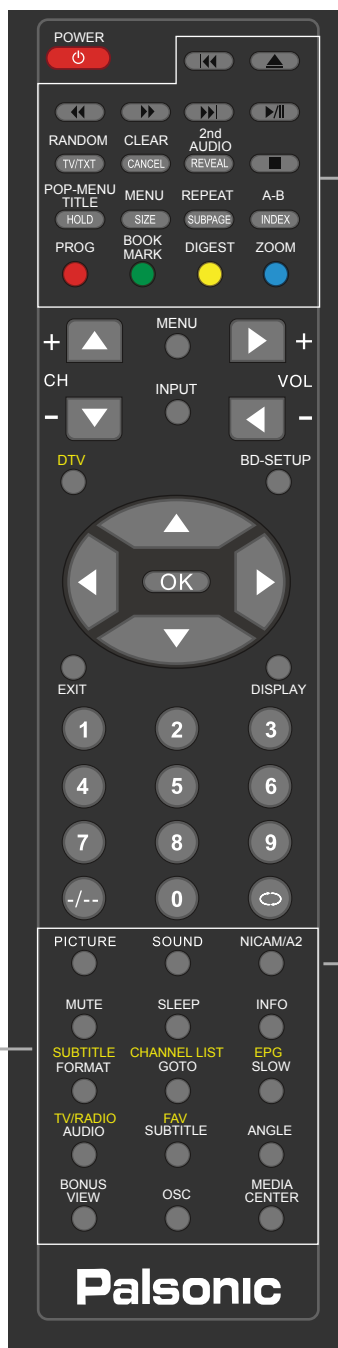 POWER
RANDOM CLEAR 2nd AUDIO
TV/TXT CANCEL REVEAL
POP-MENU TITLE MENU REPEAT A-B
HOLD SIZE SUBPAGE INDEX
PROG BOOK MARK DIGEST ZOOM
+ MENU +
CH INPUT VOL
- -
DTV BD-SETUP
OK
EXIT DISPLAY
1 2 3
4 5 6
7 8 9
-/-- 0
PICTURE SOUND NICAM/A2
MUTE SLEEP INFO
SUBTITLE CHANNEL LIST EPG
FORMAT GOTO SLOW
TV/RADIO FAV
AUDIO SUBTITLE ANGLE
BONUS VIEW OSC MEDIA CENTER
Palsonic